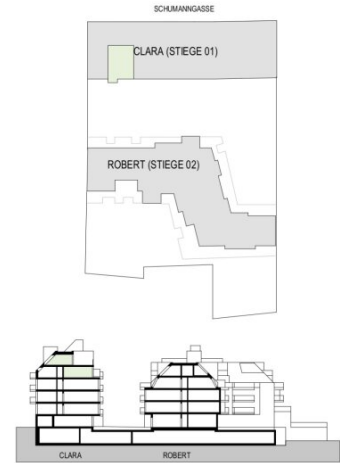 SCHUMANNGASSE
CLARA (STIEGE 01)
ROBERT (STIEGE 02)
CLARA ROBERT